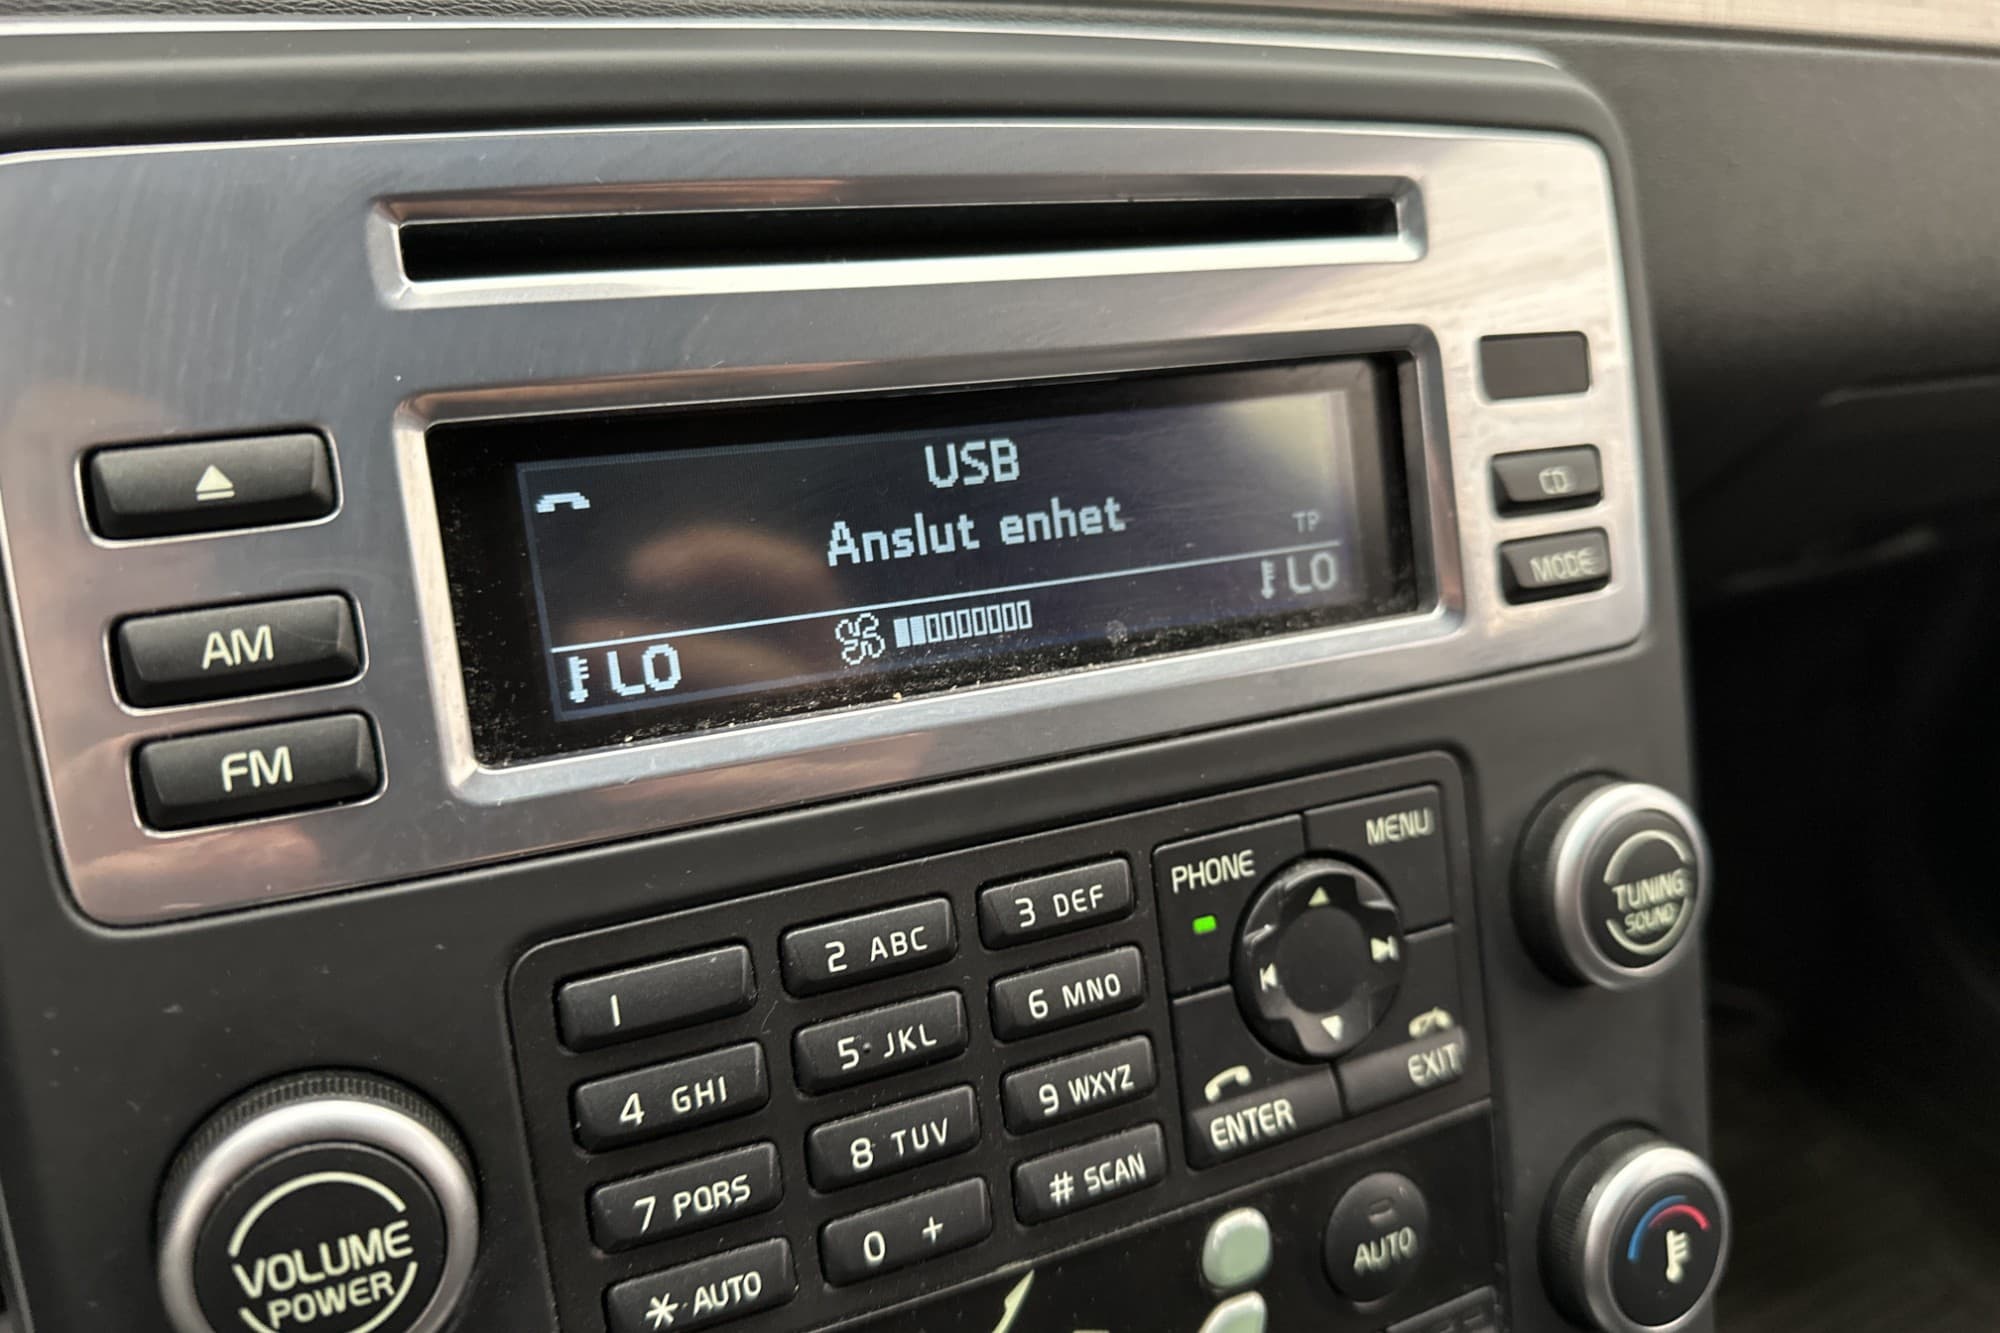 USB
Anslut enhet
TP
LO
LO
AM
FM
CD
MODE
MENU
PHONE
TUNING
SOUND
1
2 ABC
3 DEF
4 GHI
5 JKL
6 MNO
7 PQRS
8 TUV
9 WXYZ
* AUTO
0 +
# SCAN
ENTER
EXIT
AUTO
VOLUME
POWER